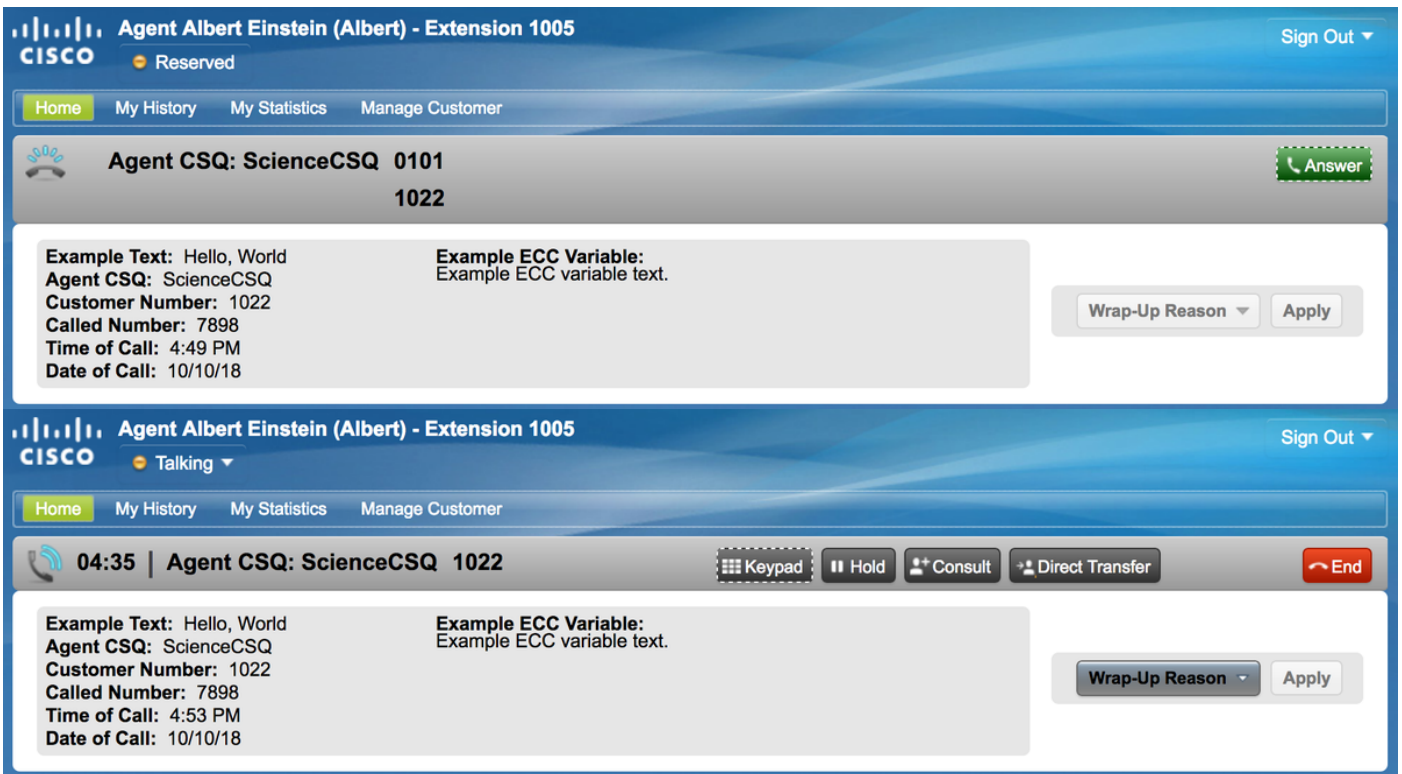 Agent Albert Einstein (Albert) - Extension 1005
Sign Out
CISCO
Reserved
Home My History My Statistics Manage Customer
Agent CSQ: ScienceCSQ 0101
Answer
1022
Example Text: Hello, World
Example ECC Variable:
Example ECC variable text.
Agent CSQ: ScienceCSQ
Customer Number: 1022
Called Number: 7898
Time of Call: 4:49 PM
Date of Call: 10/10/18
Wrap-Up Reason Apply
Agent Albert Einstein (Albert) - Extension 1005
Sign Out
CISCO
Talking
Home My History My Statistics Manage Customer
04:35 | Agent CSQ: ScienceCSQ 1022 Keypad Hold Consult Direct Transfer End
Example Text: Hello, World
Example ECC Variable:
Example ECC variable text.
Agent CSQ: ScienceCSQ
Customer Number: 1022
Called Number: 7898
Time of Call: 4:53 PM
Date of Call: 10/10/18
Wrap-Up Reason Apply